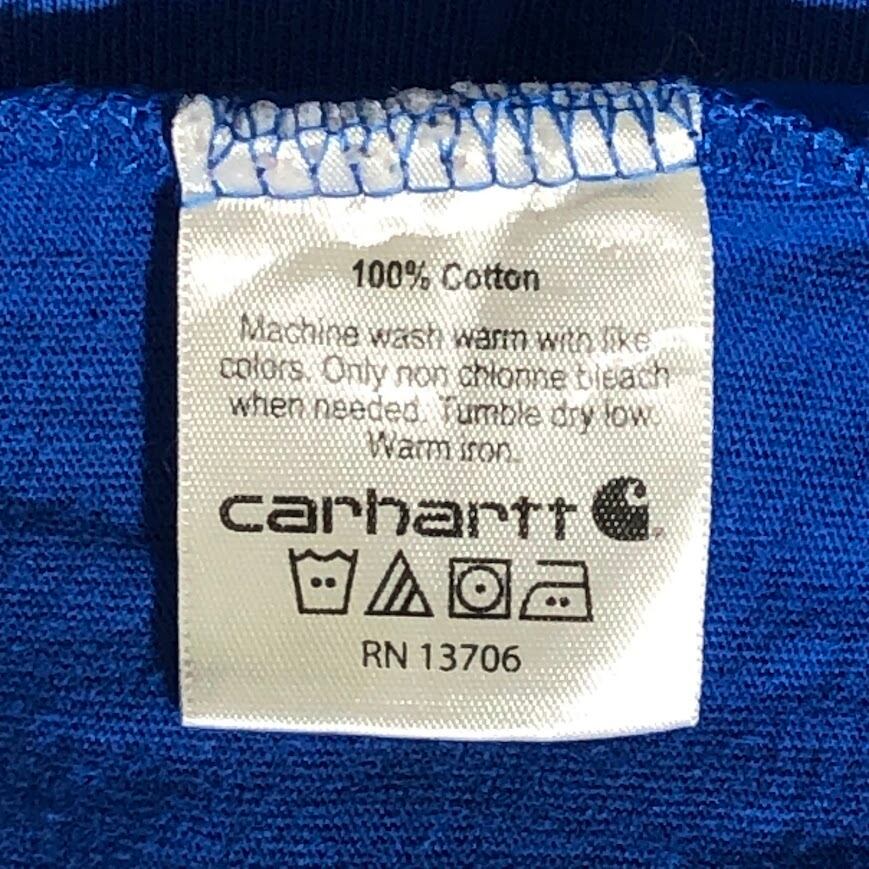 100% Cotton
Machine wash warm with like
colors. Only non chlorine bleach
when needed. Tumble dry low.
Warm iron.
carhartt
RN 13706